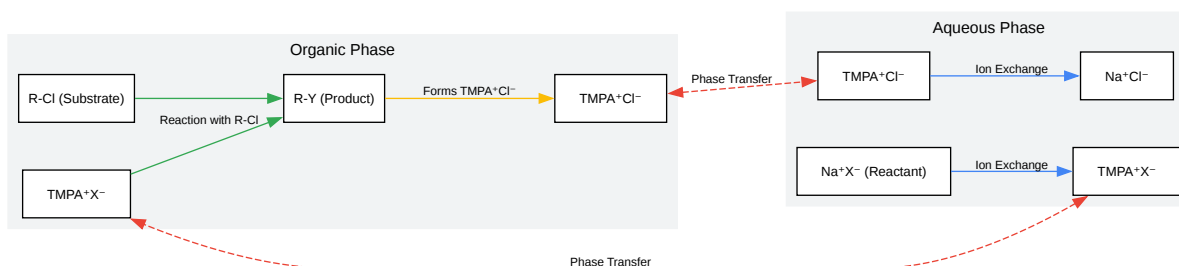 Organic Phase
R-Cl (Substrate)
R-Y (Product)
Forms TMPA⁺Cl⁻
TMPA⁺Cl⁻
Reaction with R-Cl
TMPA⁺X⁻
Phase Transfer
Aqueous Phase
TMPA⁺Cl⁻
Ion Exchange
Na⁺Cl⁻
Na⁺X⁻ (Reactant)
Ion Exchange
TMPA⁺X⁻
Phase Transfer